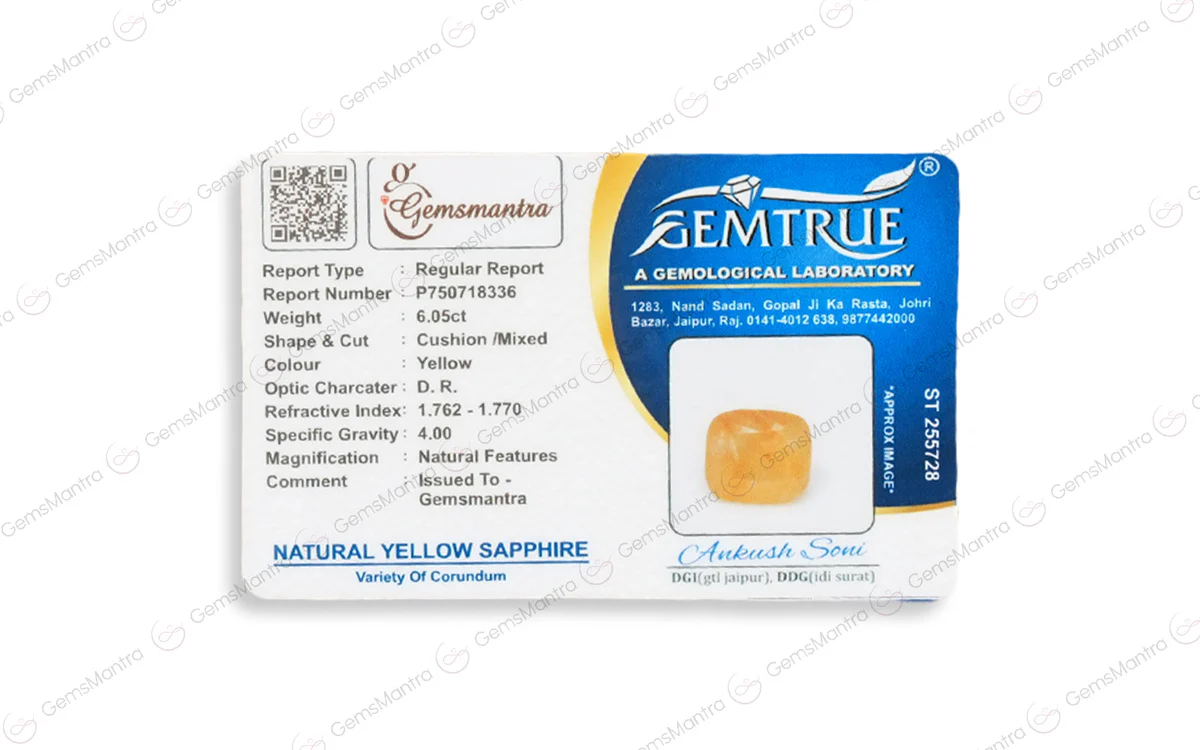 g
Gemsmantra
Report Type : Regular Report
Report Number : P750718336
Weight : 6.05ct
Shape & Cut : Cushion /Mixed
Colour : Yellow
Optic Charcater : D. R.
Refractive Index: 1.762 - 1.770
Specific Gravity : 4.00
Magnification : Natural Features
Comment : Issued To -
Gemsmantra
NATURAL YELLOW SAPPHIRE
Variety Of Corundum
GEMTRUE ®
A GEMOLOGICAL LABORATORY
1283, Nand Sadan, Gopal Ji Ka Rasta, Johri
Bazar, Jaipur, Raj. 0141-4012 638, 9877442000
*APPROX IMAGE*
ST 255728
Ankush Soni
DGI(gtl jaipur), DDG(idi surat)
GemsMantra